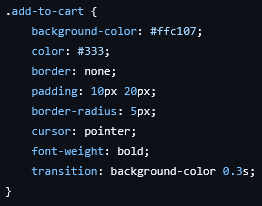 .add-to-cart {
    background-color: #ffc107;
    color: #333;
    border: none;
    padding: 10px 20px;
    border-radius: 5px;
    cursor: pointer;
    font-weight: bold;
    transition: background-color 0.3s;
}